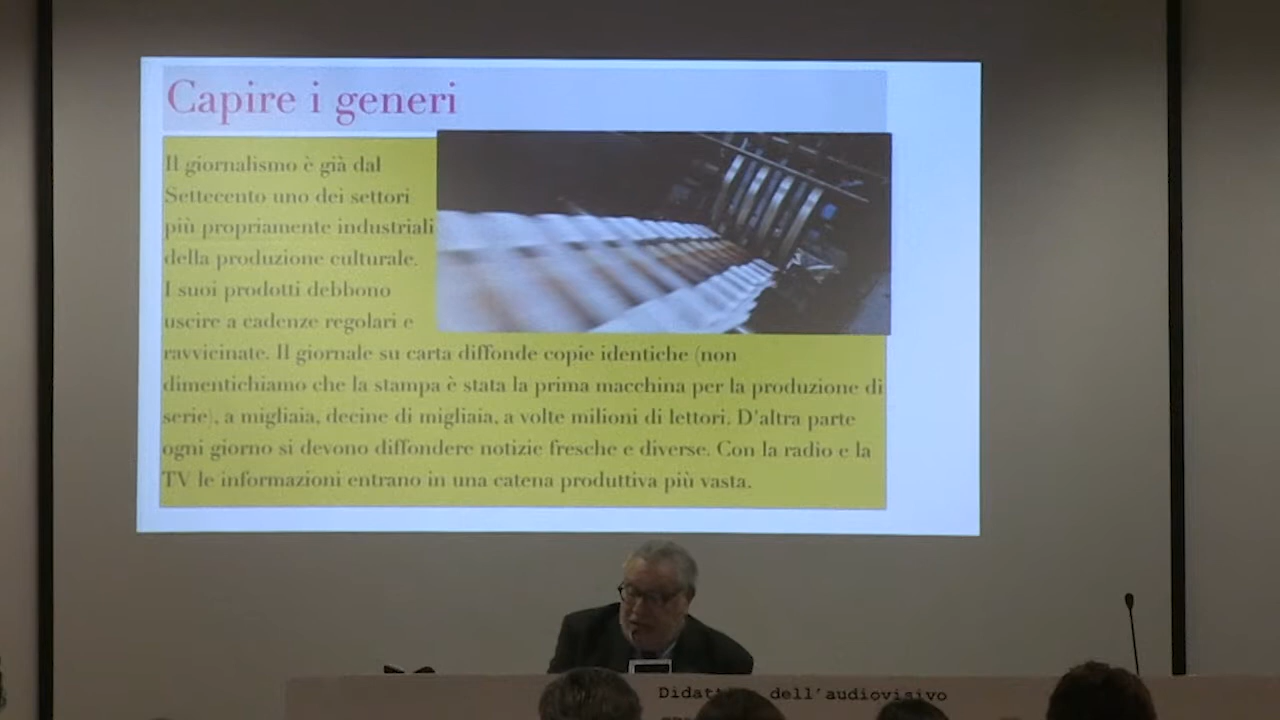 Capire i generi
Il giornalismo è già dal
Settecento uno dei settori
più propriamente industriali
della produzione culturale.
I suoi prodotti debbono
uscire a cadenze regolari e
ravvicinate. Il giornale su carta diffonde copie identiche (non
dimentichiamo che la stampa è stata la prima macchina per la produzione di
serie), a migliaia, decine di migliaia, a volte milioni di lettori. D'altra parte
ogni giorno si devono diffondere notizie fresche e diverse. Con la radio e la
TV le informazioni entrano in una catena produttiva più vasta.
dell'audiovisivo